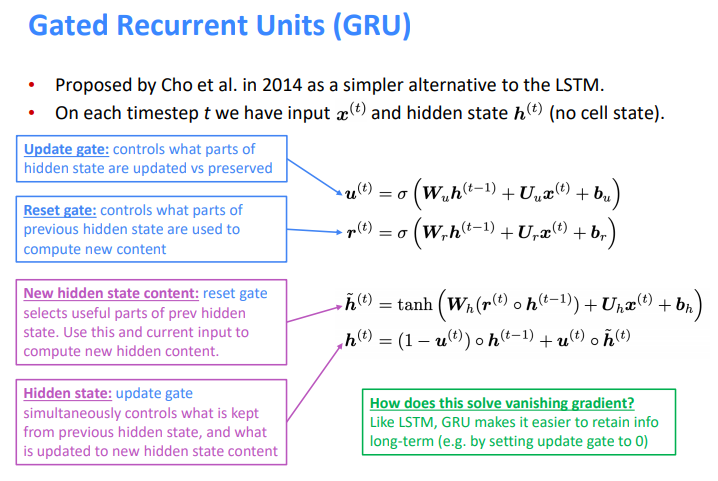 Gated Recurrent Units (GRU)
• Proposed by Cho et al. in 2014 as a simpler alternative to the LSTM.
• On each timestep t we have input x⁽ᵗ⁾ and hidden state h⁽ᵗ⁾ (no cell state).
Update gate: controls what parts of
hidden state are updated vs preserved
u⁽ᵗ⁾ = σ (W_u h⁽ᵗ⁻¹⁾ + U_u x⁽ᵗ⁾ + b_u)
Reset gate: controls what parts of
previous hidden state are used to
compute new content
r⁽ᵗ⁾ = σ (W_r h⁽ᵗ⁻¹⁾ + U_r x⁽ᵗ⁾ + b_r)
New hidden state content: reset gate
selects useful parts of prev hidden
state. Use this and current input to
compute new hidden content.
h̃⁽ᵗ⁾ = tanh (W_h(r⁽ᵗ⁾ ∘ h⁽ᵗ⁻¹⁾) + U_h x⁽ᵗ⁾ + b_h)
h⁽ᵗ⁾ = (1 − u⁽ᵗ⁾) ∘ h⁽ᵗ⁻¹⁾ + u⁽ᵗ⁾ ∘ h̃⁽ᵗ⁾
Hidden state: update gate
simultaneously controls what is kept
from previous hidden state, and what
is updated to new hidden state content
How does this solve vanishing gradient?
Like LSTM, GRU makes it easier to retain info
long-term (e.g. by setting update gate to 0)